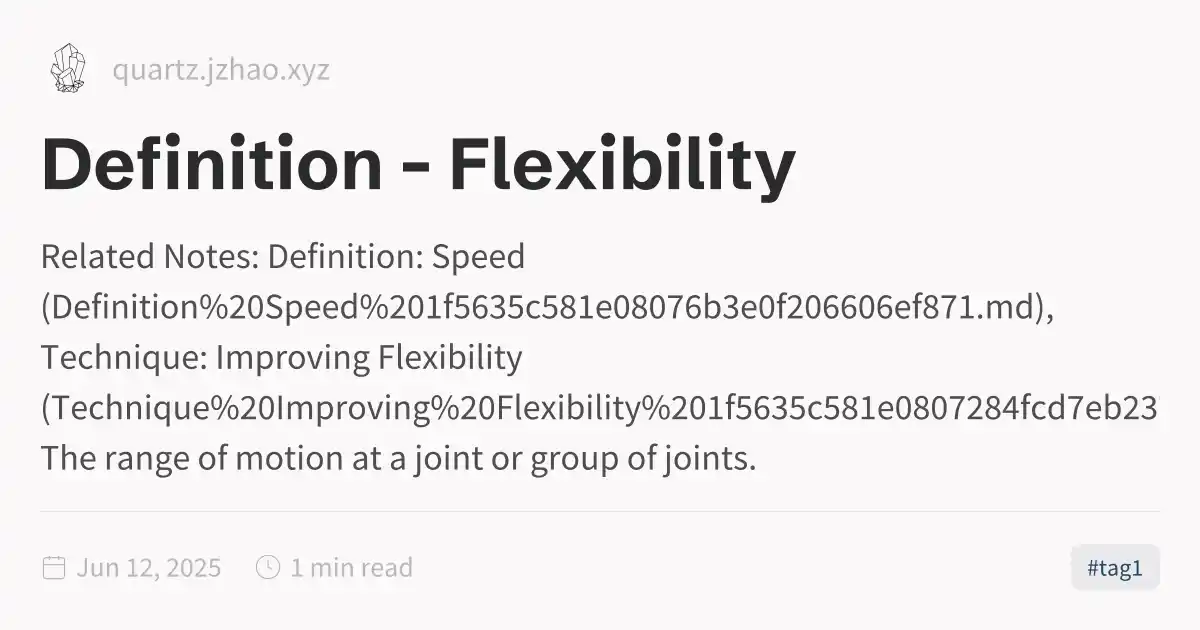 quartz.jzhao.xyz
Definition - Flexibility
Related Notes: Definition: Speed
(Definition%20Speed%201f5635c581e08076b3e0f206606ef871.md),
Technique: Improving Flexibility
(Technique%20Improving%20Flexibility%201f5635c581e0807284fcd7eb23
The range of motion at a joint or group of joints.
Jun 12, 2025 1 min read #tag1